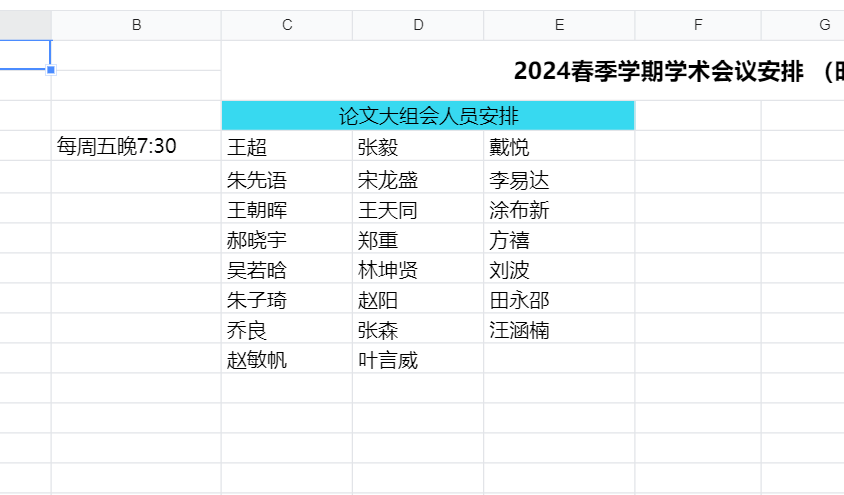 B C D E F G
2024春季学期学术会议安排 （
论文大组会人员安排
每周五晚7:30 王超 张毅 戴悦
朱先语 宋龙盛 李易达
王朝晖 王天同 涂布新
郝晓宇 郑重 方禧
吴若晗 林坤贤 刘波
朱子琦 赵阳 田永邵
乔良 张森 汪涵楠
赵敏帆 叶言威